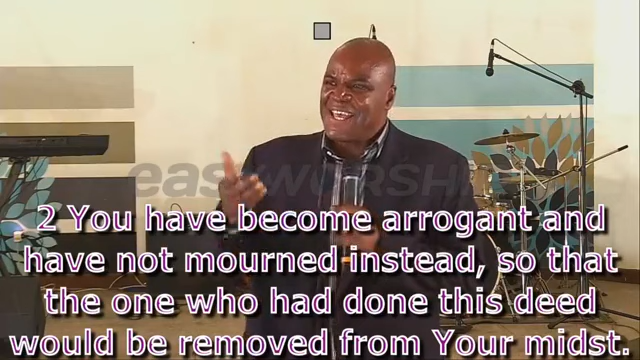 easyWORSHIP
2 You have become arrogant and
have not mourned instead, so that
the one who had done this deed
would be removed from Your midst.